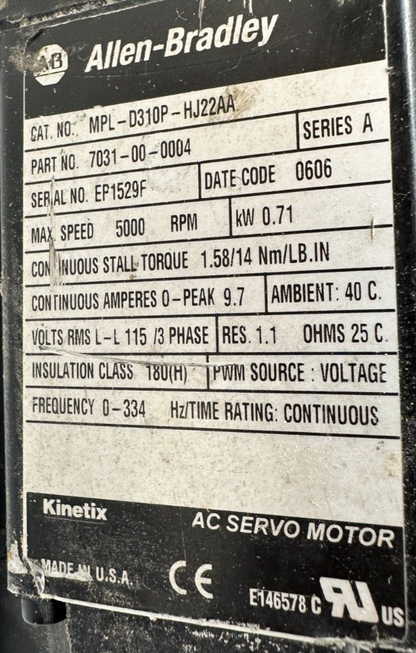 AB Allen-Bradley
CAT. NO. MPL-D310P-HJ22AA
PART NO. 7031-00-0004 SERIES A
SERIAL NO. EP1529F DATE CODE 0606
MAX. SPEED 5000 RPM kW 0.71
CONTINUOUS STALL TORQUE 1.58/14 Nm/LB.IN
CONTINUOUS AMPERES 0-PEAK 9.7 AMBIENT: 40 C.
VOLTS RMS L-L 115 /3 PHASE RES. 1.1 OHMS 25 C.
INSULATION CLASS 180(H) PWM SOURCE : VOLTAGE
FREQUENCY 0-334 Hz/TIME RATING: CONTINUOUS
Kinetix AC SERVO MOTOR
MADE IN U.S.A. CE E146578 C RU US